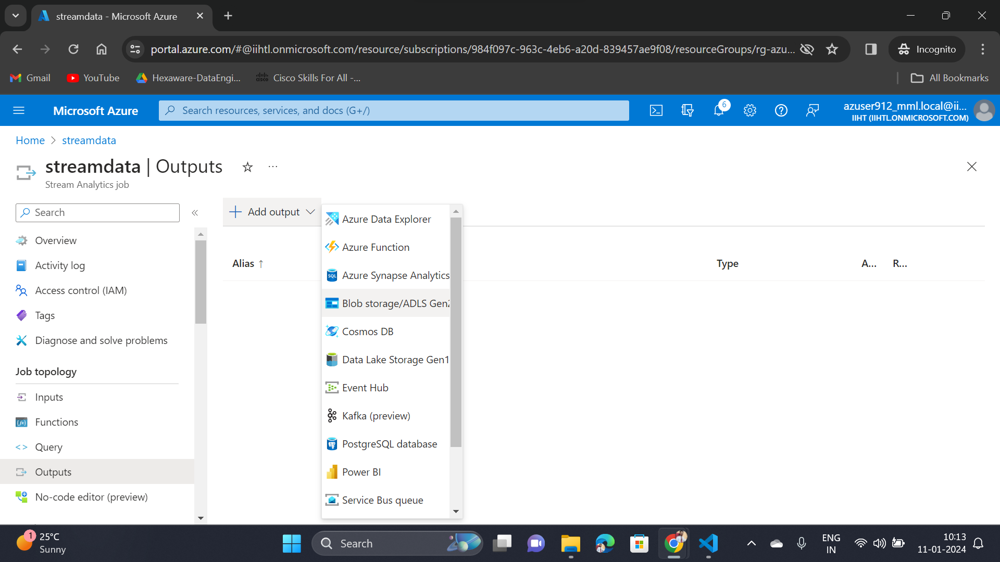 streamdata - Microsoft Azure
portal.azure.com/#@iihtl.onmicrosoft.com/resource/subscriptions/984f097c-963c-4eb6-a20d-839457ae9f08/resourceGroups/rg-azu...
Incognito
Gmail
YouTube
Hexaware-DataEngi...
cisco
Cisco Skills For All -...
All Bookmarks
Microsoft Azure
Search resources, services, and docs (G+/)
6
azuser912_mml.local@ii...
IIHT (IIHTL.ONMICROSOFT.COM)
Home > streamdata
streamdata | Outputs
Stream Analytics job
Search
Overview
Activity log
Access control (IAM)
Tags
Diagnose and solve problems
Job topology
Inputs
Functions
Query
Outputs
No-code editor (preview)
Add output
Azure Data Explorer
Azure Function
SQL
Azure Synapse Analytics
Blob storage/ADLS Gen2
Cosmos DB
Data Lake Storage Gen1
Event Hub
Kafka (preview)
PostgreSQL database
Power BI
Service Bus queue
Alias ↑
Type
A...
R...
1
25°C
Sunny
Search
ENG
IN
10:13
11-01-2024